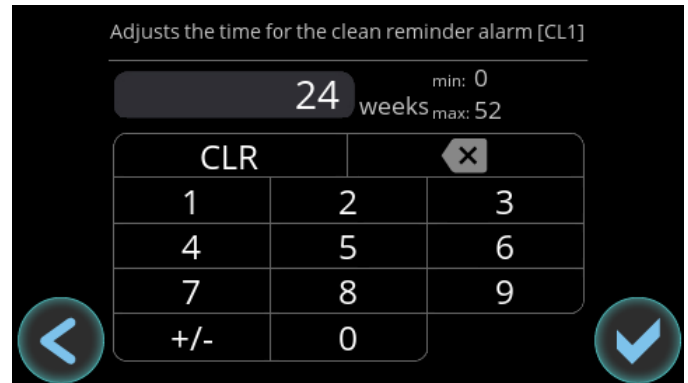 Adjusts the time for the clean reminder alarm [CL1]
24 weeks min: 0
max: 52
CLR
1 2 3
4 5 6
7 8 9
+/- 0